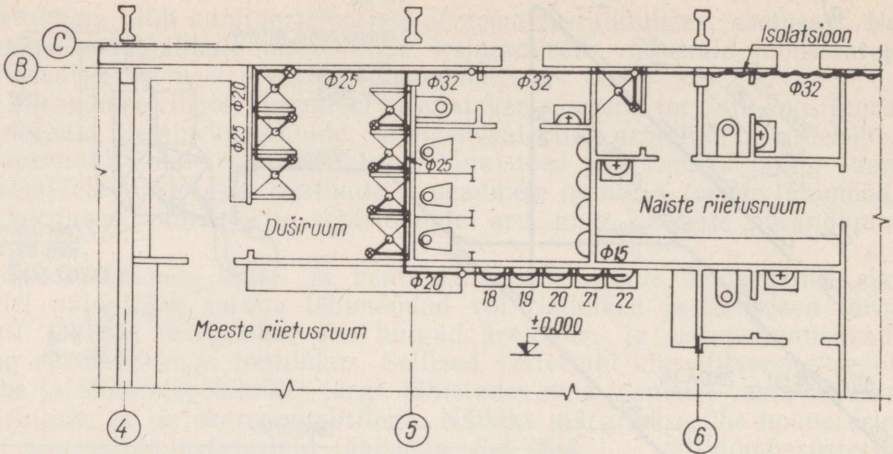 C
B
Isolatsioon
Φ25
Φ32
Φ32
Φ32
Φ20
Φ25
Φ25
Duširuum
Naiste riietusruum
Φ15
Φ20
18 19 20 21 22
Meeste riietusruum
±0,000
4
5
6